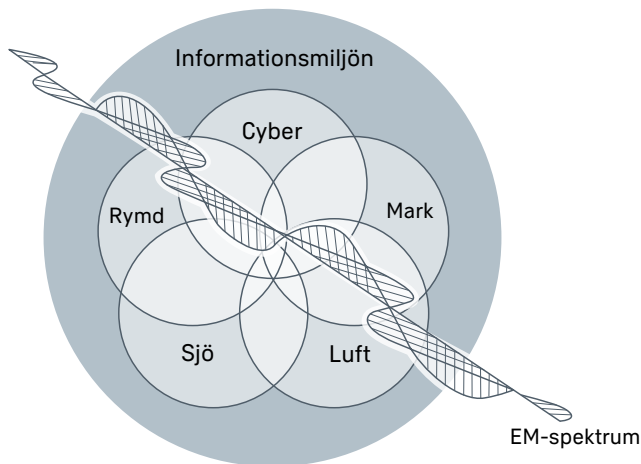 Informationsmiljön
Cyber
Rymd
Mark
Sjö
Luft
EM-spektrum